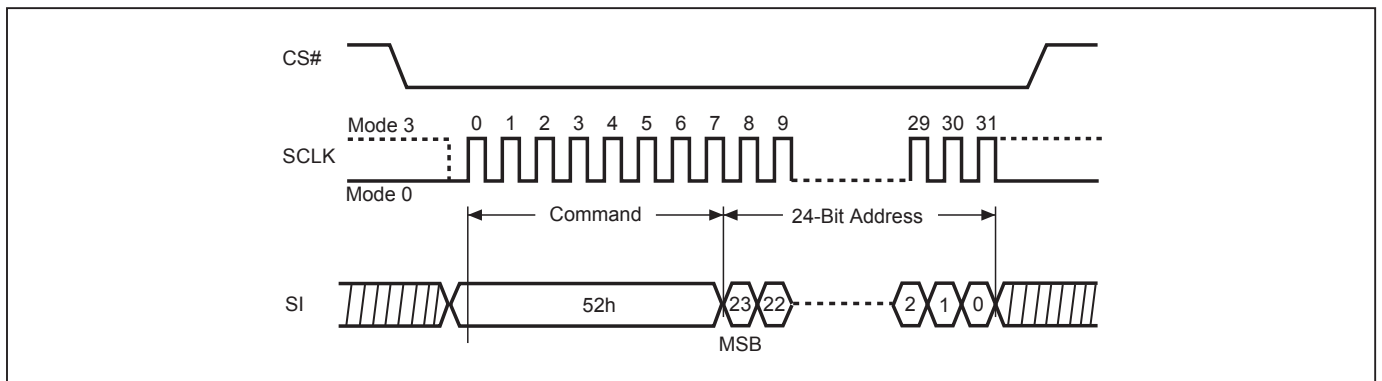 CS#
Mode 3
0 1 2 3 4 5 6 7 8 9 29 30 31
SCLK
Mode 0
Command
24-Bit Address
SI
52h
23 22 2 1 0
MSB